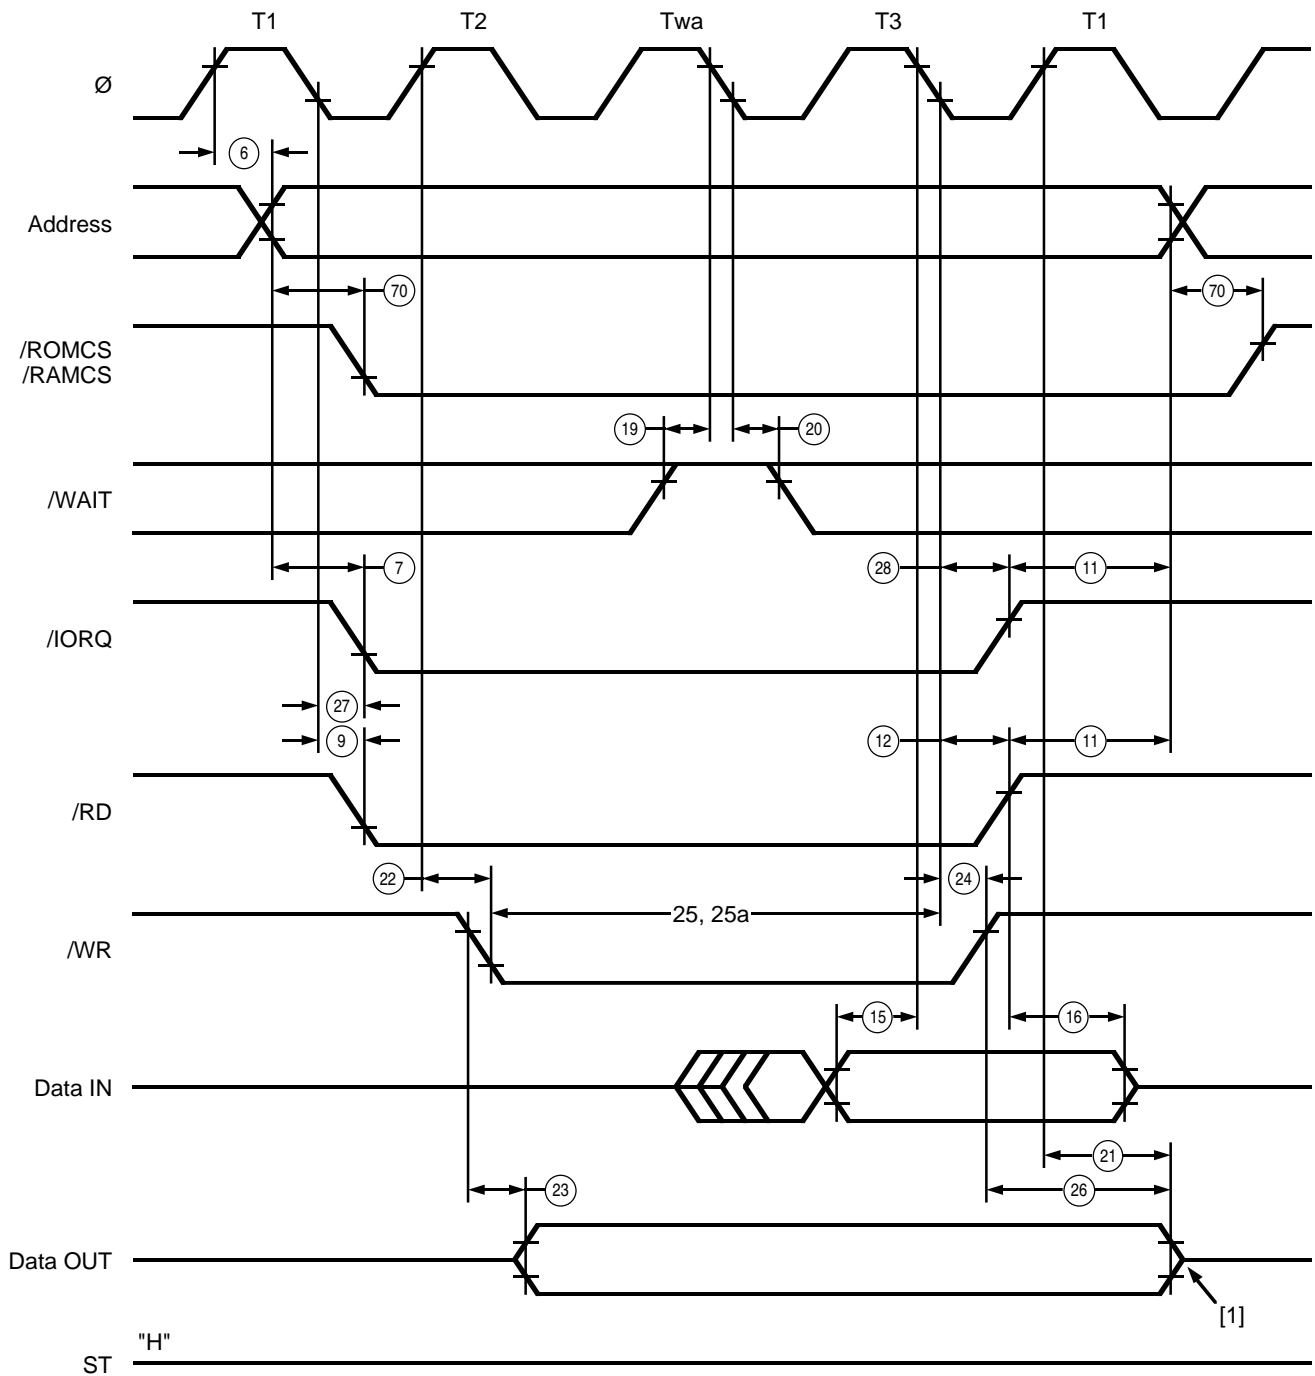 T1 T2 Twa T3 T1
Ø
6
Address
70 70
/ROMCS
/RAMCS
19 20
/WAIT
7 28 11
/IORQ
27
9 12 11
/RD
22 24
25, 25a
/WR
15 16
Data IN
21
23 26
Data OUT
[1]
"H"
ST